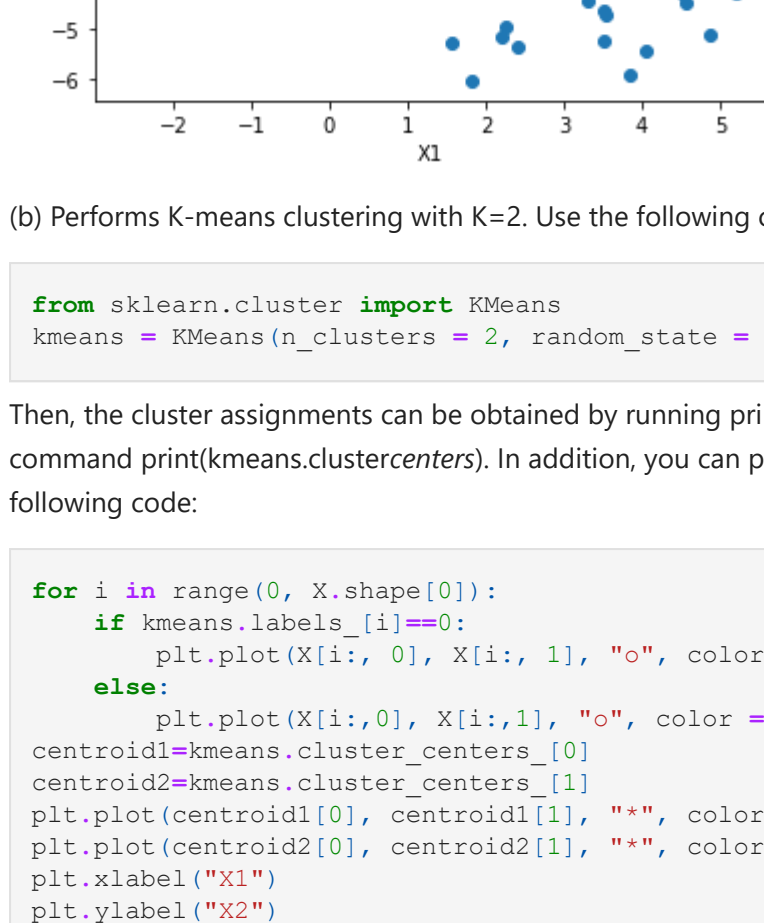 −5
−6
−2 −1 0 1 2 3 4 5
X1
(b) Performs K-means clustering with K=2. Use the following
from sklearn.cluster import KMeans
kmeans = KMeans(n_clusters = 2, random_state =
Then, the cluster assignments can be obtained by running pri
command print(kmeans.clustercenters). In addition, you can p
following code:
for i in range(0, X.shape[0]):
    if kmeans.labels_[i]==0:
        plt.plot(X[i:, 0], X[i:, 1], "o", color
    else:
        plt.plot(X[i:,0], X[i:,1], "o", color =
centroid1=kmeans.cluster_centers_[0]
centroid2=kmeans.cluster_centers_[1]
plt.plot(centroid1[0], centroid1[1], "*", color
plt.plot(centroid2[0], centroid2[1], "*", color
plt.xlabel("X1")
plt.ylabel("X2")